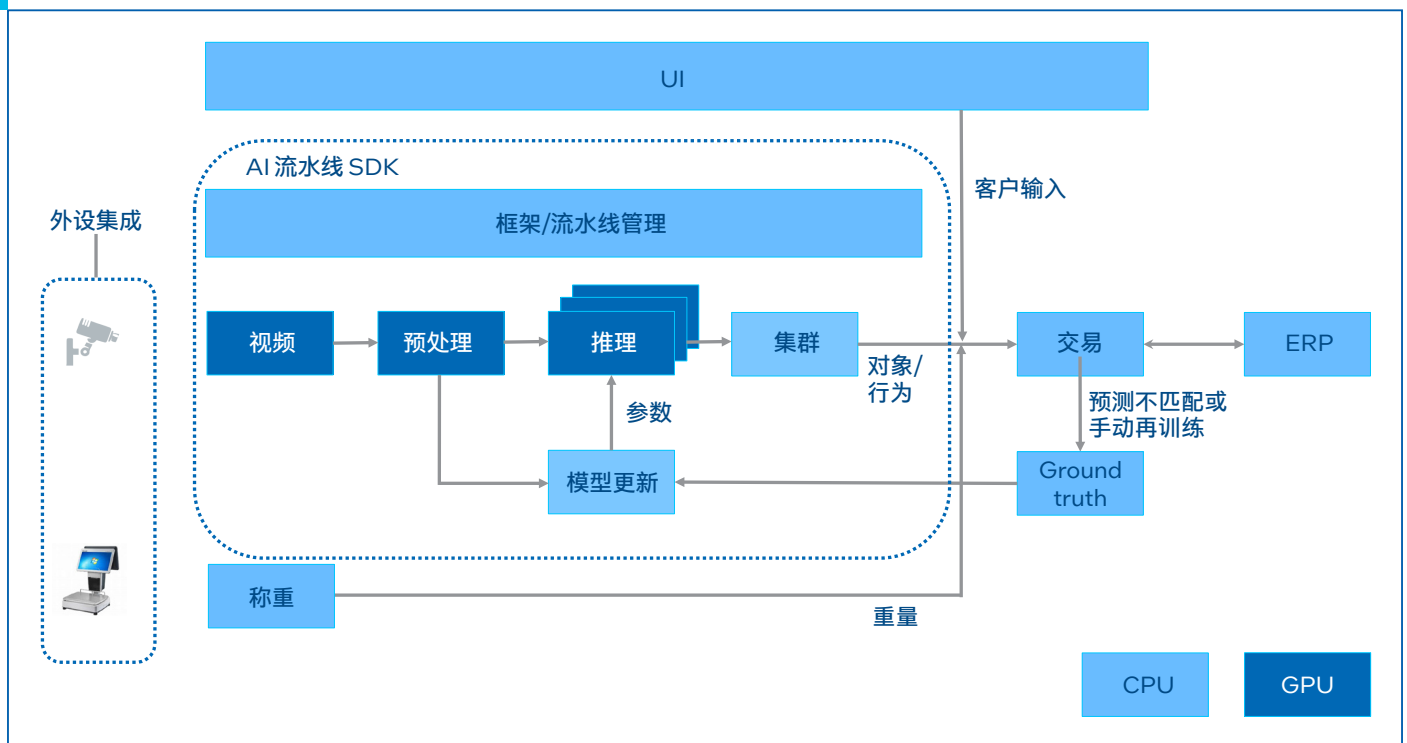 UI
AI 流水线 SDK
客户输入
外设集成
框架/流水线管理
视频
预处理
推理
集群
交易
ERP
对象/
行为
参数
预测不匹配或
手动再训练
模型更新
Ground
truth
称重
重量
CPU
GPU